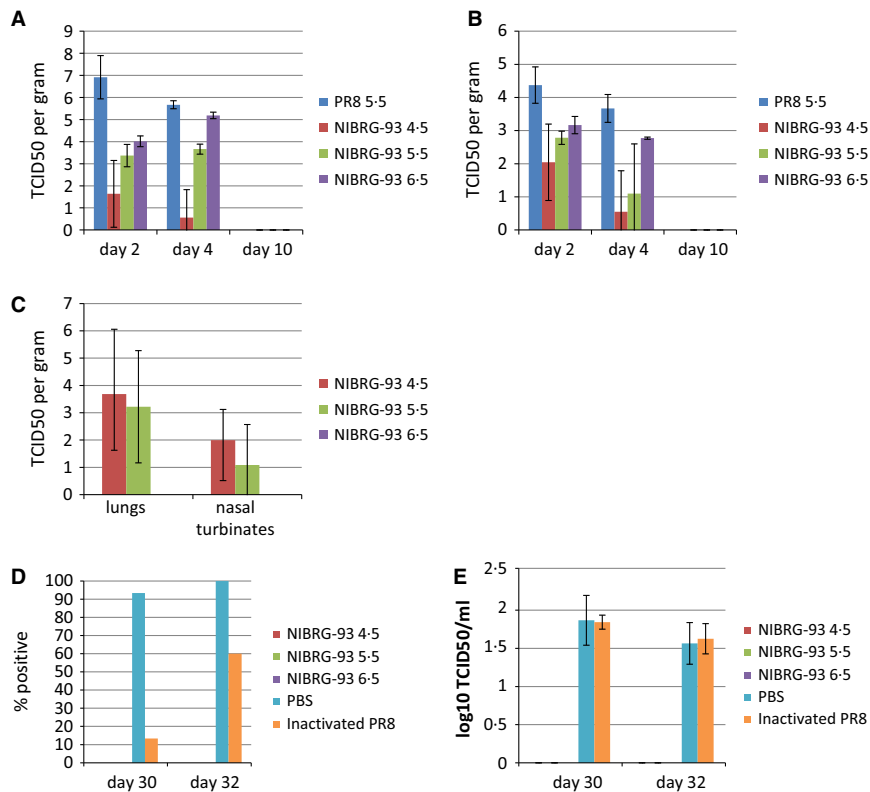 A
TCID50 per gram
9
8
7
6
5
4
3
2
1
0
day 2 day 4 day 10
PR8 5·5
NIBRG-93 4·5
NIBRG-93 5·5
NIBRG-93 6·5
B
TCID50 per gram
6
5
4
3
2
1
0
day 2 day 4 day 10
PR8 5·5
NIBRG-93 4·5
NIBRG-93 5·5
NIBRG-93 6·5
C
TCID50 per gram
7
6
5
4
3
2
1
0
lungs nasal
turbinates
NIBRG-93 4·5
NIBRG-93 5·5
NIBRG-93 6·5
D
% positive
100
90
80
70
60
50
40
30
20
10
0
day 30 day 32
NIBRG-93 4·5
NIBRG-93 5·5
NIBRG-93 6·5
PBS
Inactivated PR8
E
log10 TCID50/ml
2·5
2
1·5
1
0·5
0
day 30 day 32
NIBRG-93 4·5
NIBRG-93 5·5
NIBRG-93 6·5
PBS
Inactivated PR8